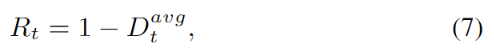 R_t = 1 − D_t^{avg}, (7)